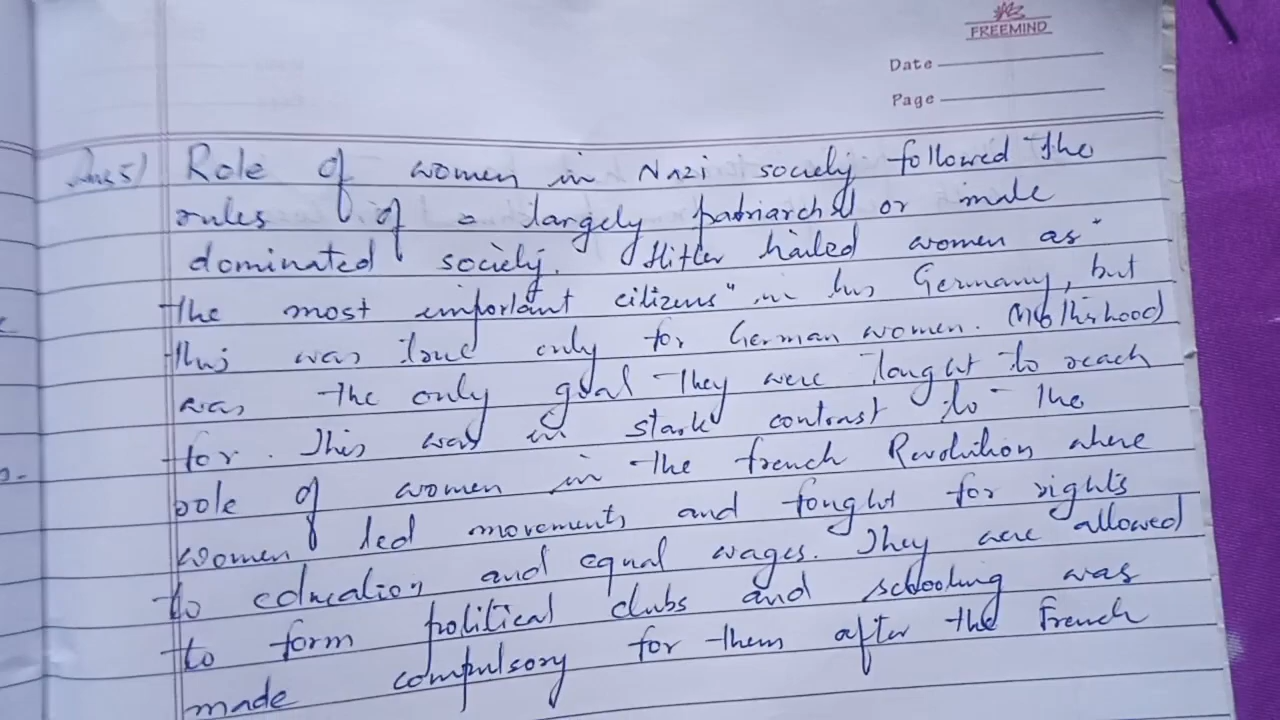 FREEMIND
Date
Page
Ans 5) Role of women in Nazi society followed the
rules of a largely patriarchal or male
dominated society. Hitler hailed women as "
the most important citizens" in his Germany, but
this was true only for German women. Motherhood
was the only goal they were taught to reach
for. This was in stark contrast to the
role of women in the French Revolution where
women led movements and fought for rights
to education and equal wages. They were allowed
to form political clubs and schooling was
made compulsory for them after the French